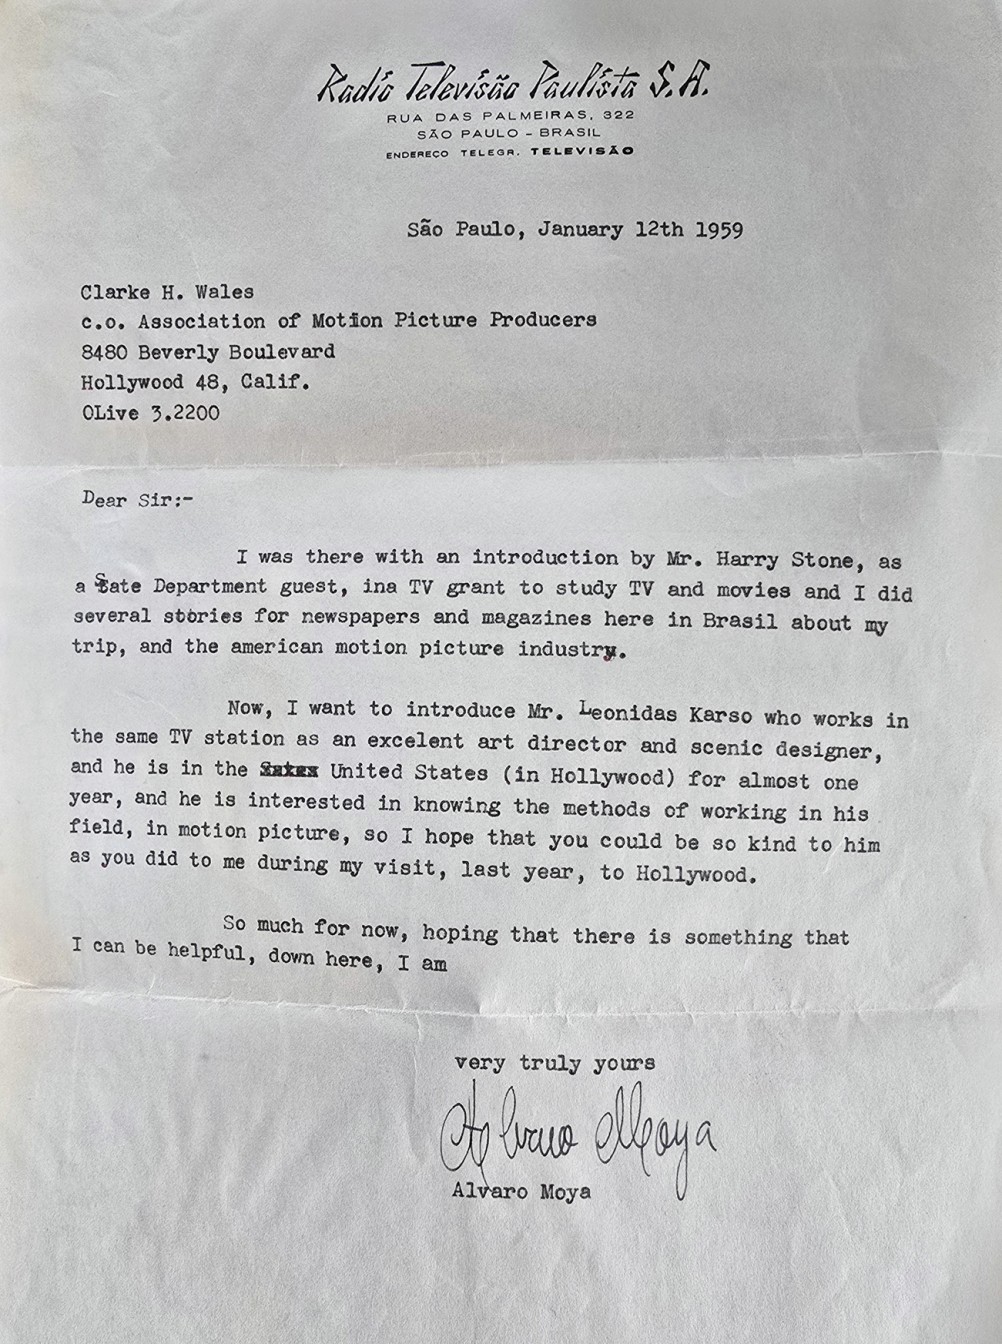 Radio Televisão Paulista S.A.
RUA DAS PALMEIRAS, 322
SÃO PAULO - BRASIL
ENDERECO TELEGR. TELEVISÃO
São Paulo, January 12th 1959
Clarke H. Wales
c.o. Association of Motion Picture Producers
8480 Beverly Boulevard
Hollywood 48, Calif.
OLive 3.2200
Dear Sir:-
I was there with an introduction by Mr. Harry Stone, as
a Sate Department guest, ina TV grant to study TV and movies and I did
several stories for newspapers and magazines here in Brasil about my
trip, and the american motion picture industry.
Now, I want to introduce Mr. Leonidas Karso who works in
the same TV station as an excelent art director and scenic designer,
and he is in the United States (in Hollywood) for almost one
year, and he is interested in knowing the methods of working in his
field, in motion picture, so I hope that you could be so kind to him
as you did to me during my visit, last year, to Hollywood.
So much for now, hoping that there is something that
I can be helpful, down here, I am
very truly yours
Alvaro Moya
Alvaro Moya